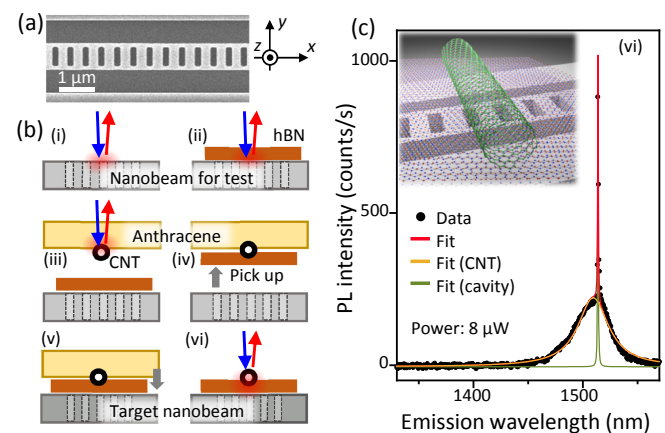 (a)
y
z
x
1 μm
(b)
(i)
(ii)
hBN
Nanobeam for test
Anthracene
(iii)
CNT
(iv)
Pick up
(v)
(vi)
Target nanobeam
(c)
(vi)
PL intensity (counts/s)
1000
500
0
Data
Fit
Fit (CNT)
Fit (cavity)
Power: 8 μW
1400
1500
Emission wavelength (nm)